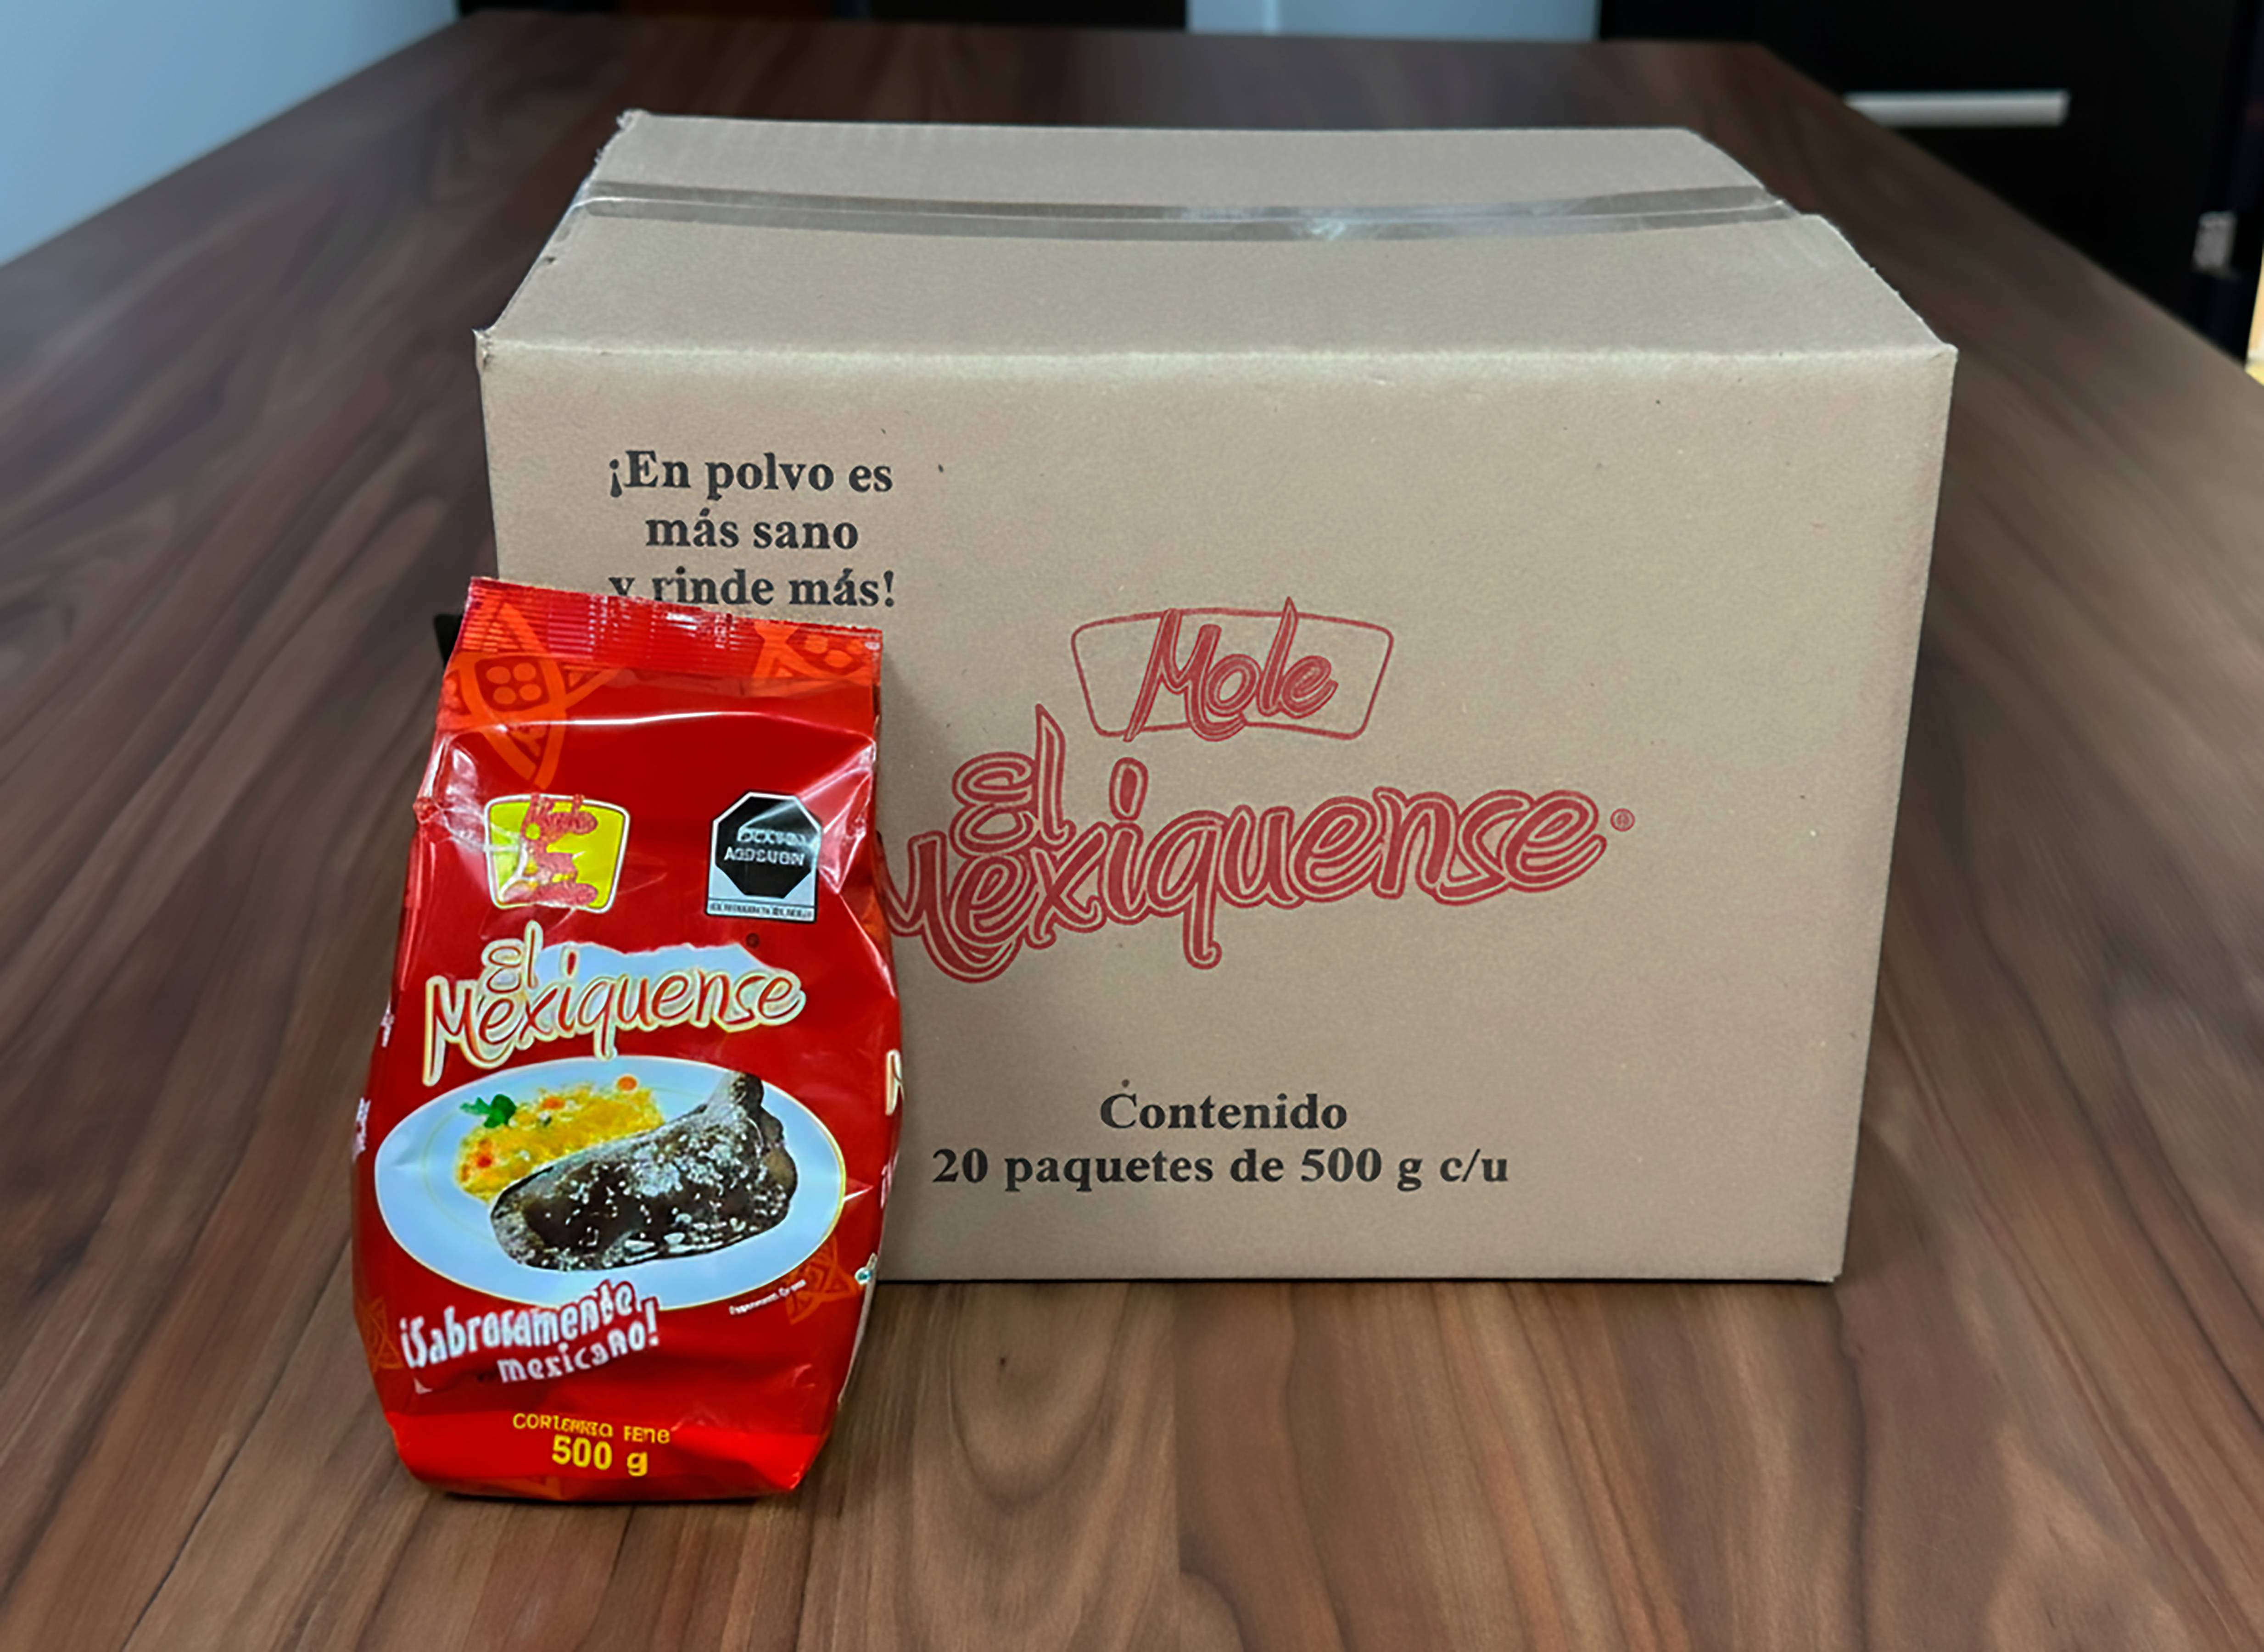 ¡En polvo es
más sano
y rinde más!
Mole
El
Mexiquense®
Contenido
20 paquetes de 500 g c/u
E
El
Mexiquense
¡Sabrosamente
mexicano!
500 g